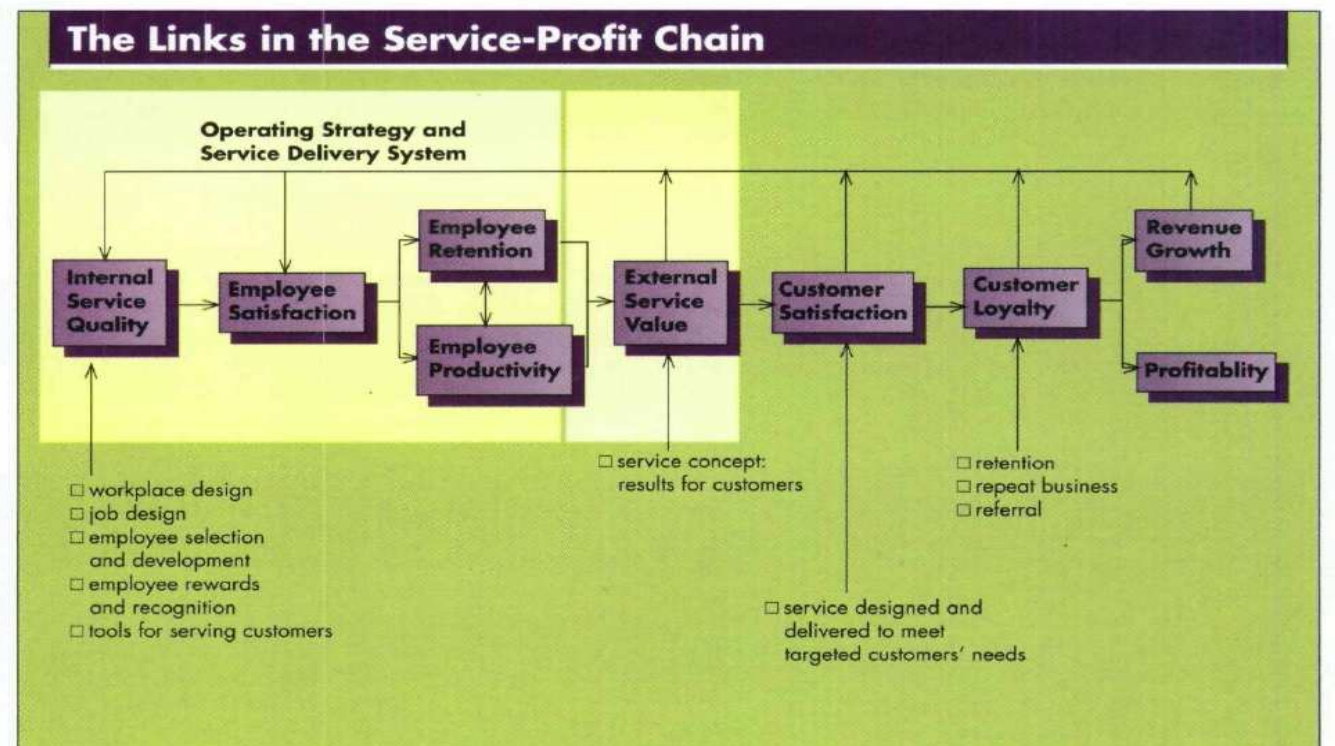 The Links in the Service-Profit Chain
Operating Strategy and
Service Delivery System
Internal
Service
Quality
Employee
Satisfaction
Employee
Retention
Employee
Productivity
External
Service
Value
Customer
Satisfaction
Customer
Loyalty
Revenue
Growth
Profitablity
□ workplace design
□ job design
□ employee selection
and development
□ employee rewards
and recognition
□ tools for serving customers
□ service concept:
results for customers
□ service designed and
delivered to meet
targeted customers’ needs
□ retention
□ repeat business
□ referral